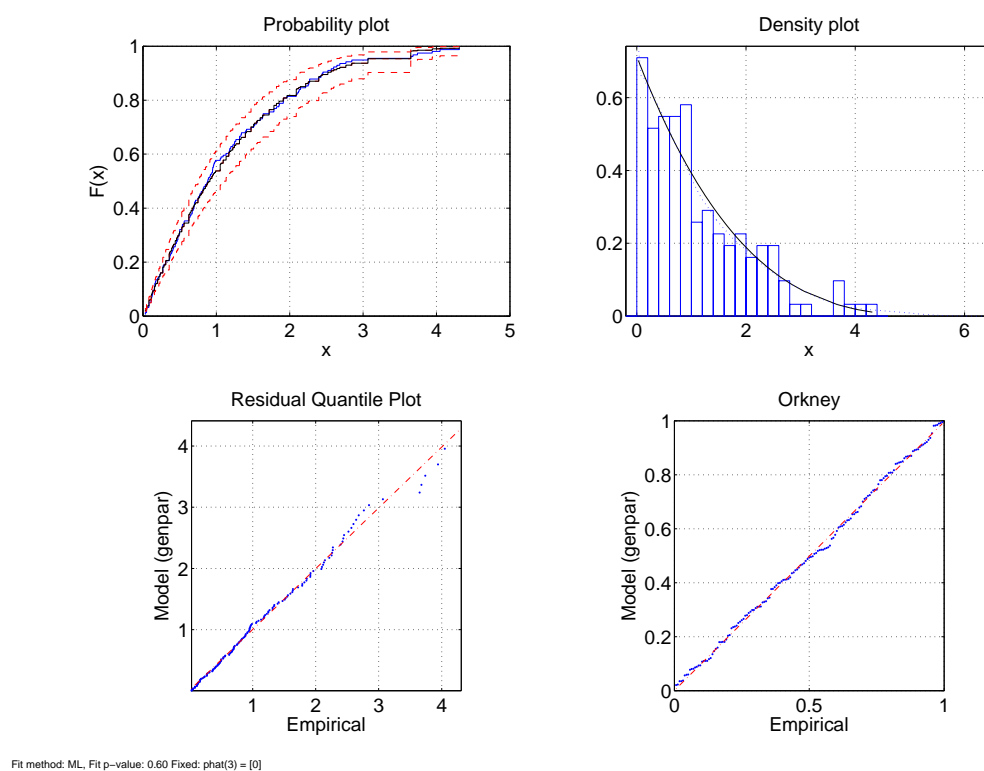 Probability plot
1
0.8
0.6
0.4
0.2
0
F(x)
0 1 2 3 4 5
x
Density plot
0.6
0.4
0.2
0
0 2 4 6
x
Residual Quantile Plot
4
3
2
1
Model (genpar)
1 2 3 4
Empirical
Orkney
1
0.8
0.6
0.4
0.2
0
Model (genpar)
0 0.5 1
Empirical
Fit method: ML, Fit p−value: 0.60 Fixed: phat(3) = [0]